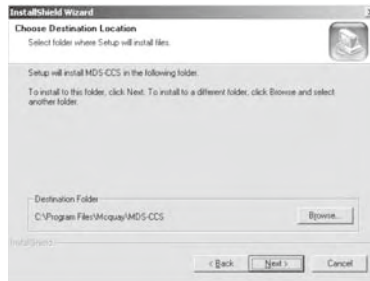 InstallShield Wizard
Choose Destination Location
Select folder where Setup will install files.
Setup will install MDS-CCS in the following folder.
To install to this folder, click Next. To install to a different folder, click Browse and select
another folder.
Destination Folder
C:\Program Files\Mcquay\MDS-CCS
Browse...
InstallShield
< Back
Next >
Cancel